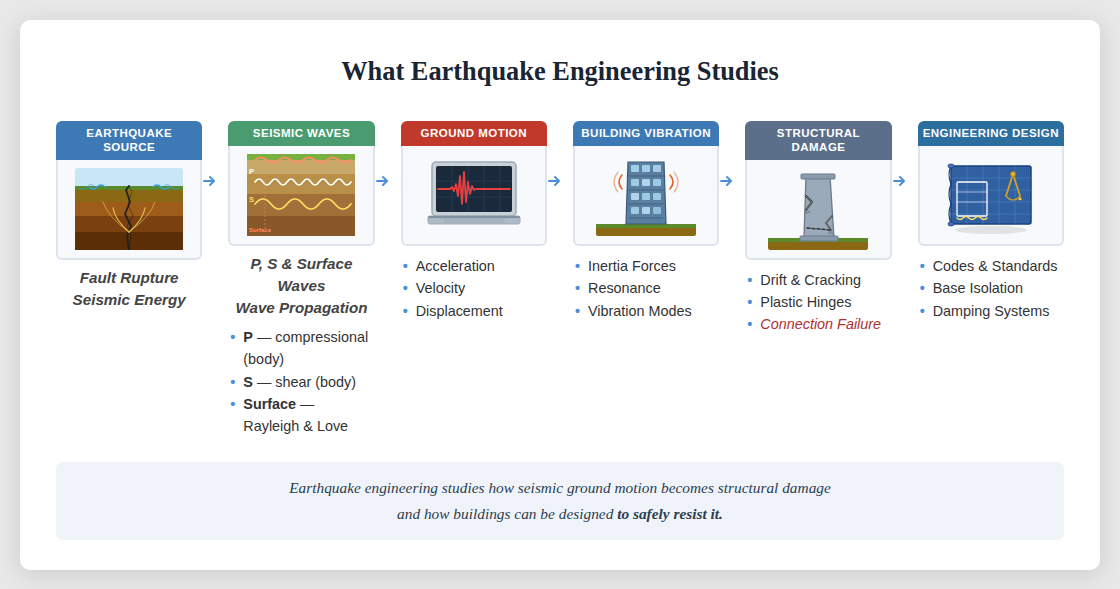 What Earthquake Engineering Studies
EARTHQUAKE
SOURCE
Fault Rupture
Seismic Energy
SEISMIC WAVES
P
S
Surface
P, S & Surface
Waves
Wave Propagation
• P — compressional
(body)
• S — shear (body)
• Surface —
Rayleigh & Love
GROUND MOTION
• Acceleration
• Velocity
• Displacement
BUILDING VIBRATION
• Inertia Forces
• Resonance
• Vibration Modes
STRUCTURAL
DAMAGE
• Drift & Cracking
• Plastic Hinges
• Connection Failure
ENGINEERING DESIGN
• Codes & Standards
• Base Isolation
• Damping Systems
Earthquake engineering studies how seismic ground motion becomes structural damage
and how buildings can be designed to safely resist it.